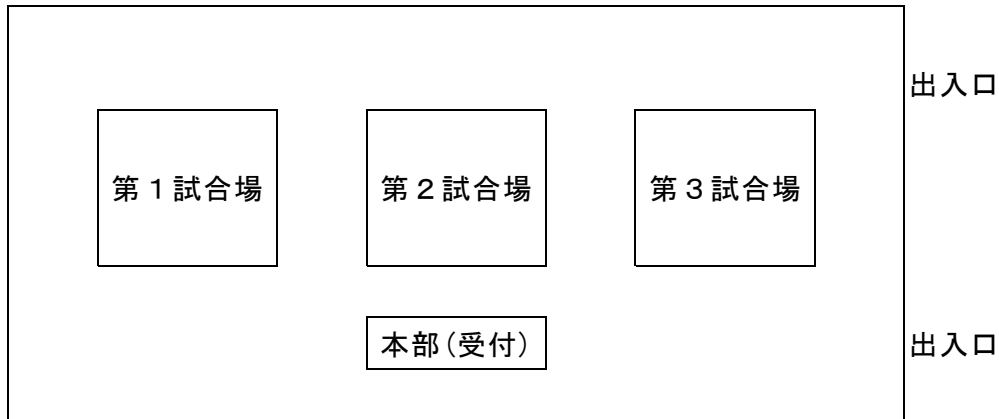 出入口
第1試合場
第2試合場
第3試合場
本部(受付)
出入口